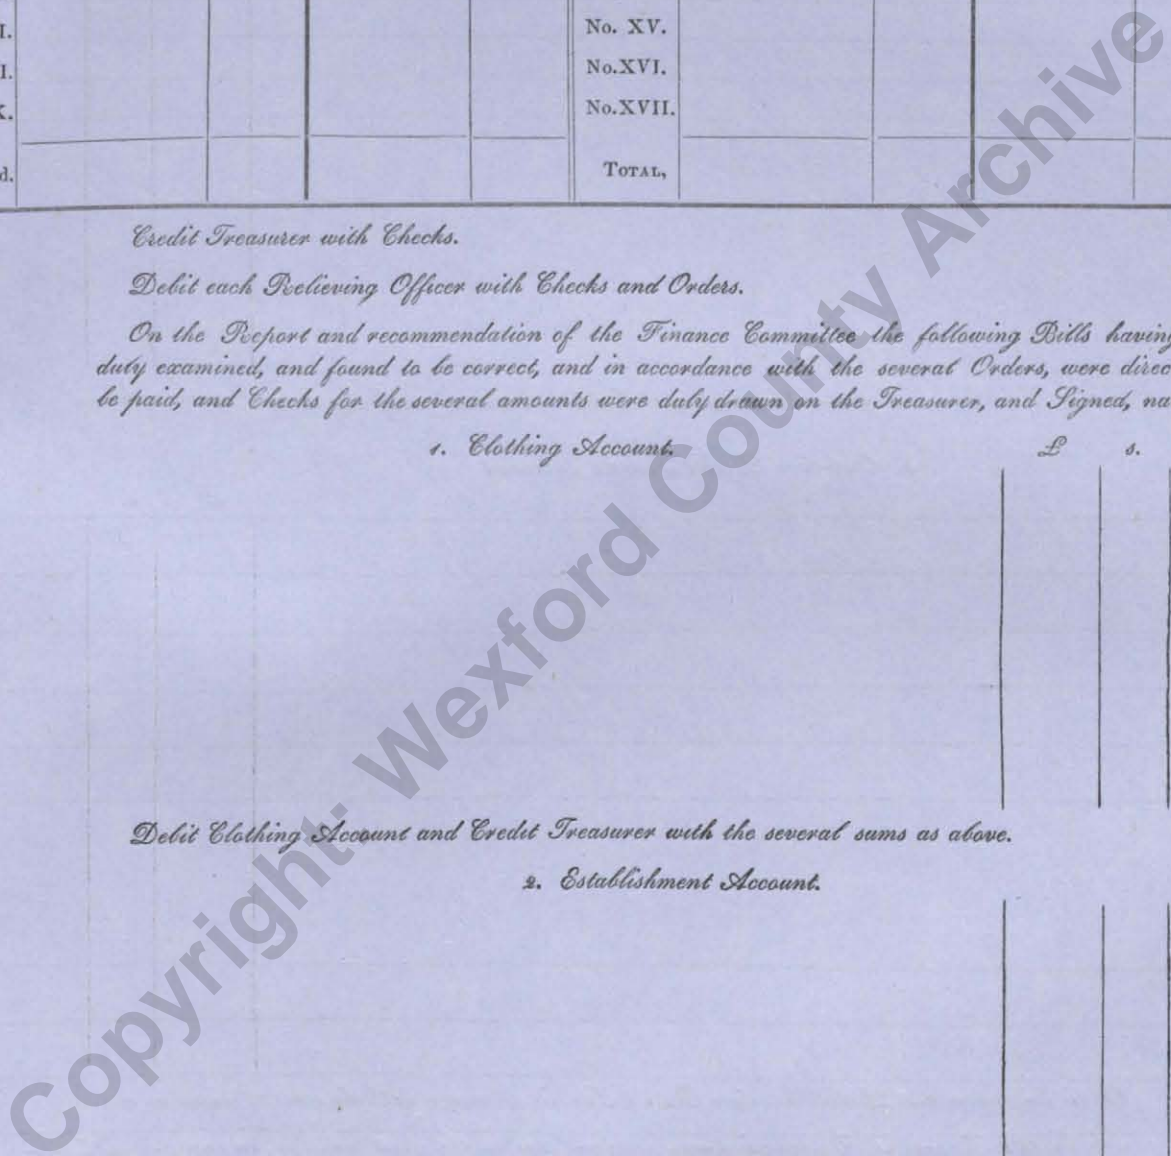 I. No. XV.
I. No.XVI.
No.XVII.
d. TOTAL,
Credit Treasurer with Checks.
Debit each Relieving Officer with Checks and Orders.
On the Report and recommendation of the Finance Committee the following Bills having
duly examined, and found to be correct, and in accordance with the several Orders, were direc
be paid, and Checks for the several amounts were duly drawn on the Treasurer, and Signed, na
1. Clothing Account. £ s.
Debit Clothing Account and Credit Treasurer with the several sums as above.
2. Establishment Account.
Copyright: Wexford County Archive